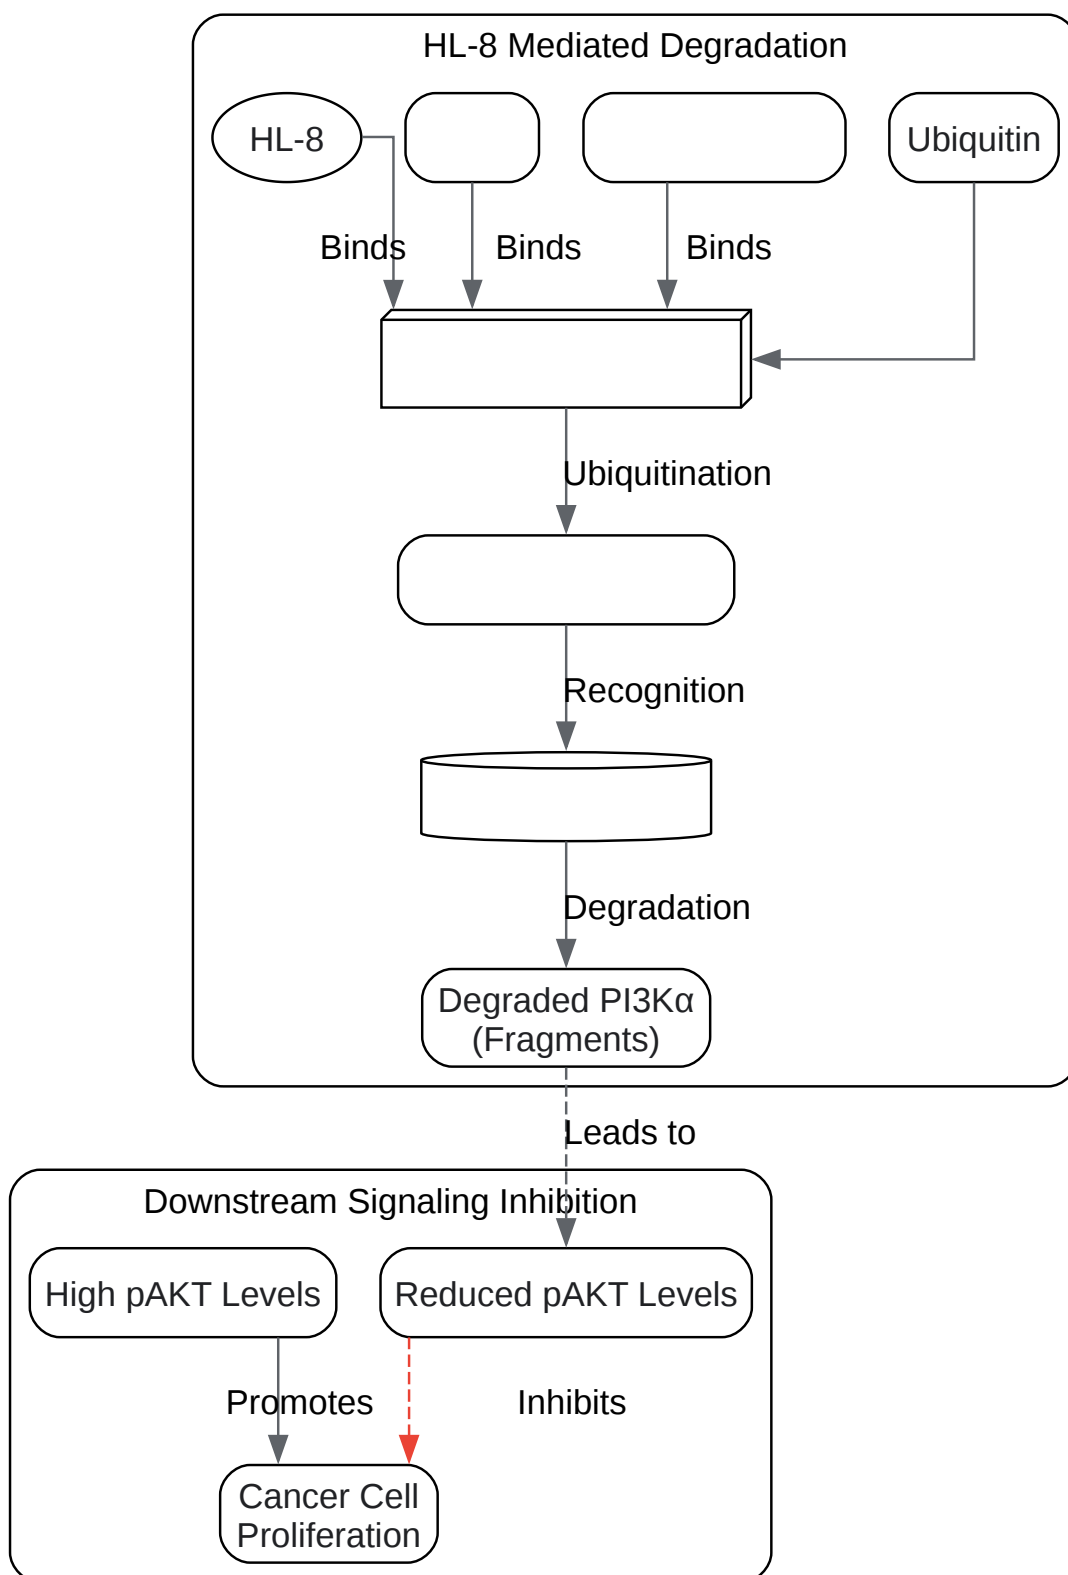 HL-8 Mediated Degradation
HL-8
Ubiquitin
Binds
Binds
Binds
Ubiquitination
Recognition
Degradation
Degraded PI3Kα
(Fragments)
Leads to
Downstream Signaling Inhibition
High pAKT Levels
Reduced pAKT Levels
Promotes
Inhibits
Cancer Cell
Proliferation